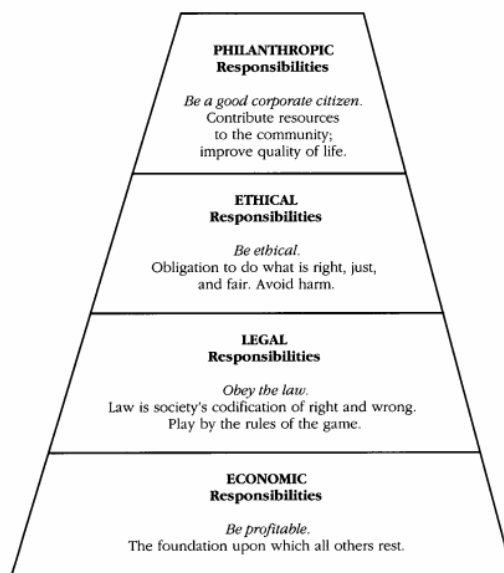 PHILANTHROPIC
Responsibilities
Be a good corporate citizen.
Contribute resources
to the community;
improve quality of life.
ETHICAL
Responsibilities
Be ethical.
Obligation to do what is right, just,
and fair. Avoid harm.
LEGAL
Responsibilities
Obey the law.
Law is society's codification of right and wrong.
Play by the rules of the game.
ECONOMIC
Responsibilities
Be profitable.
The foundation upon which all others rest.